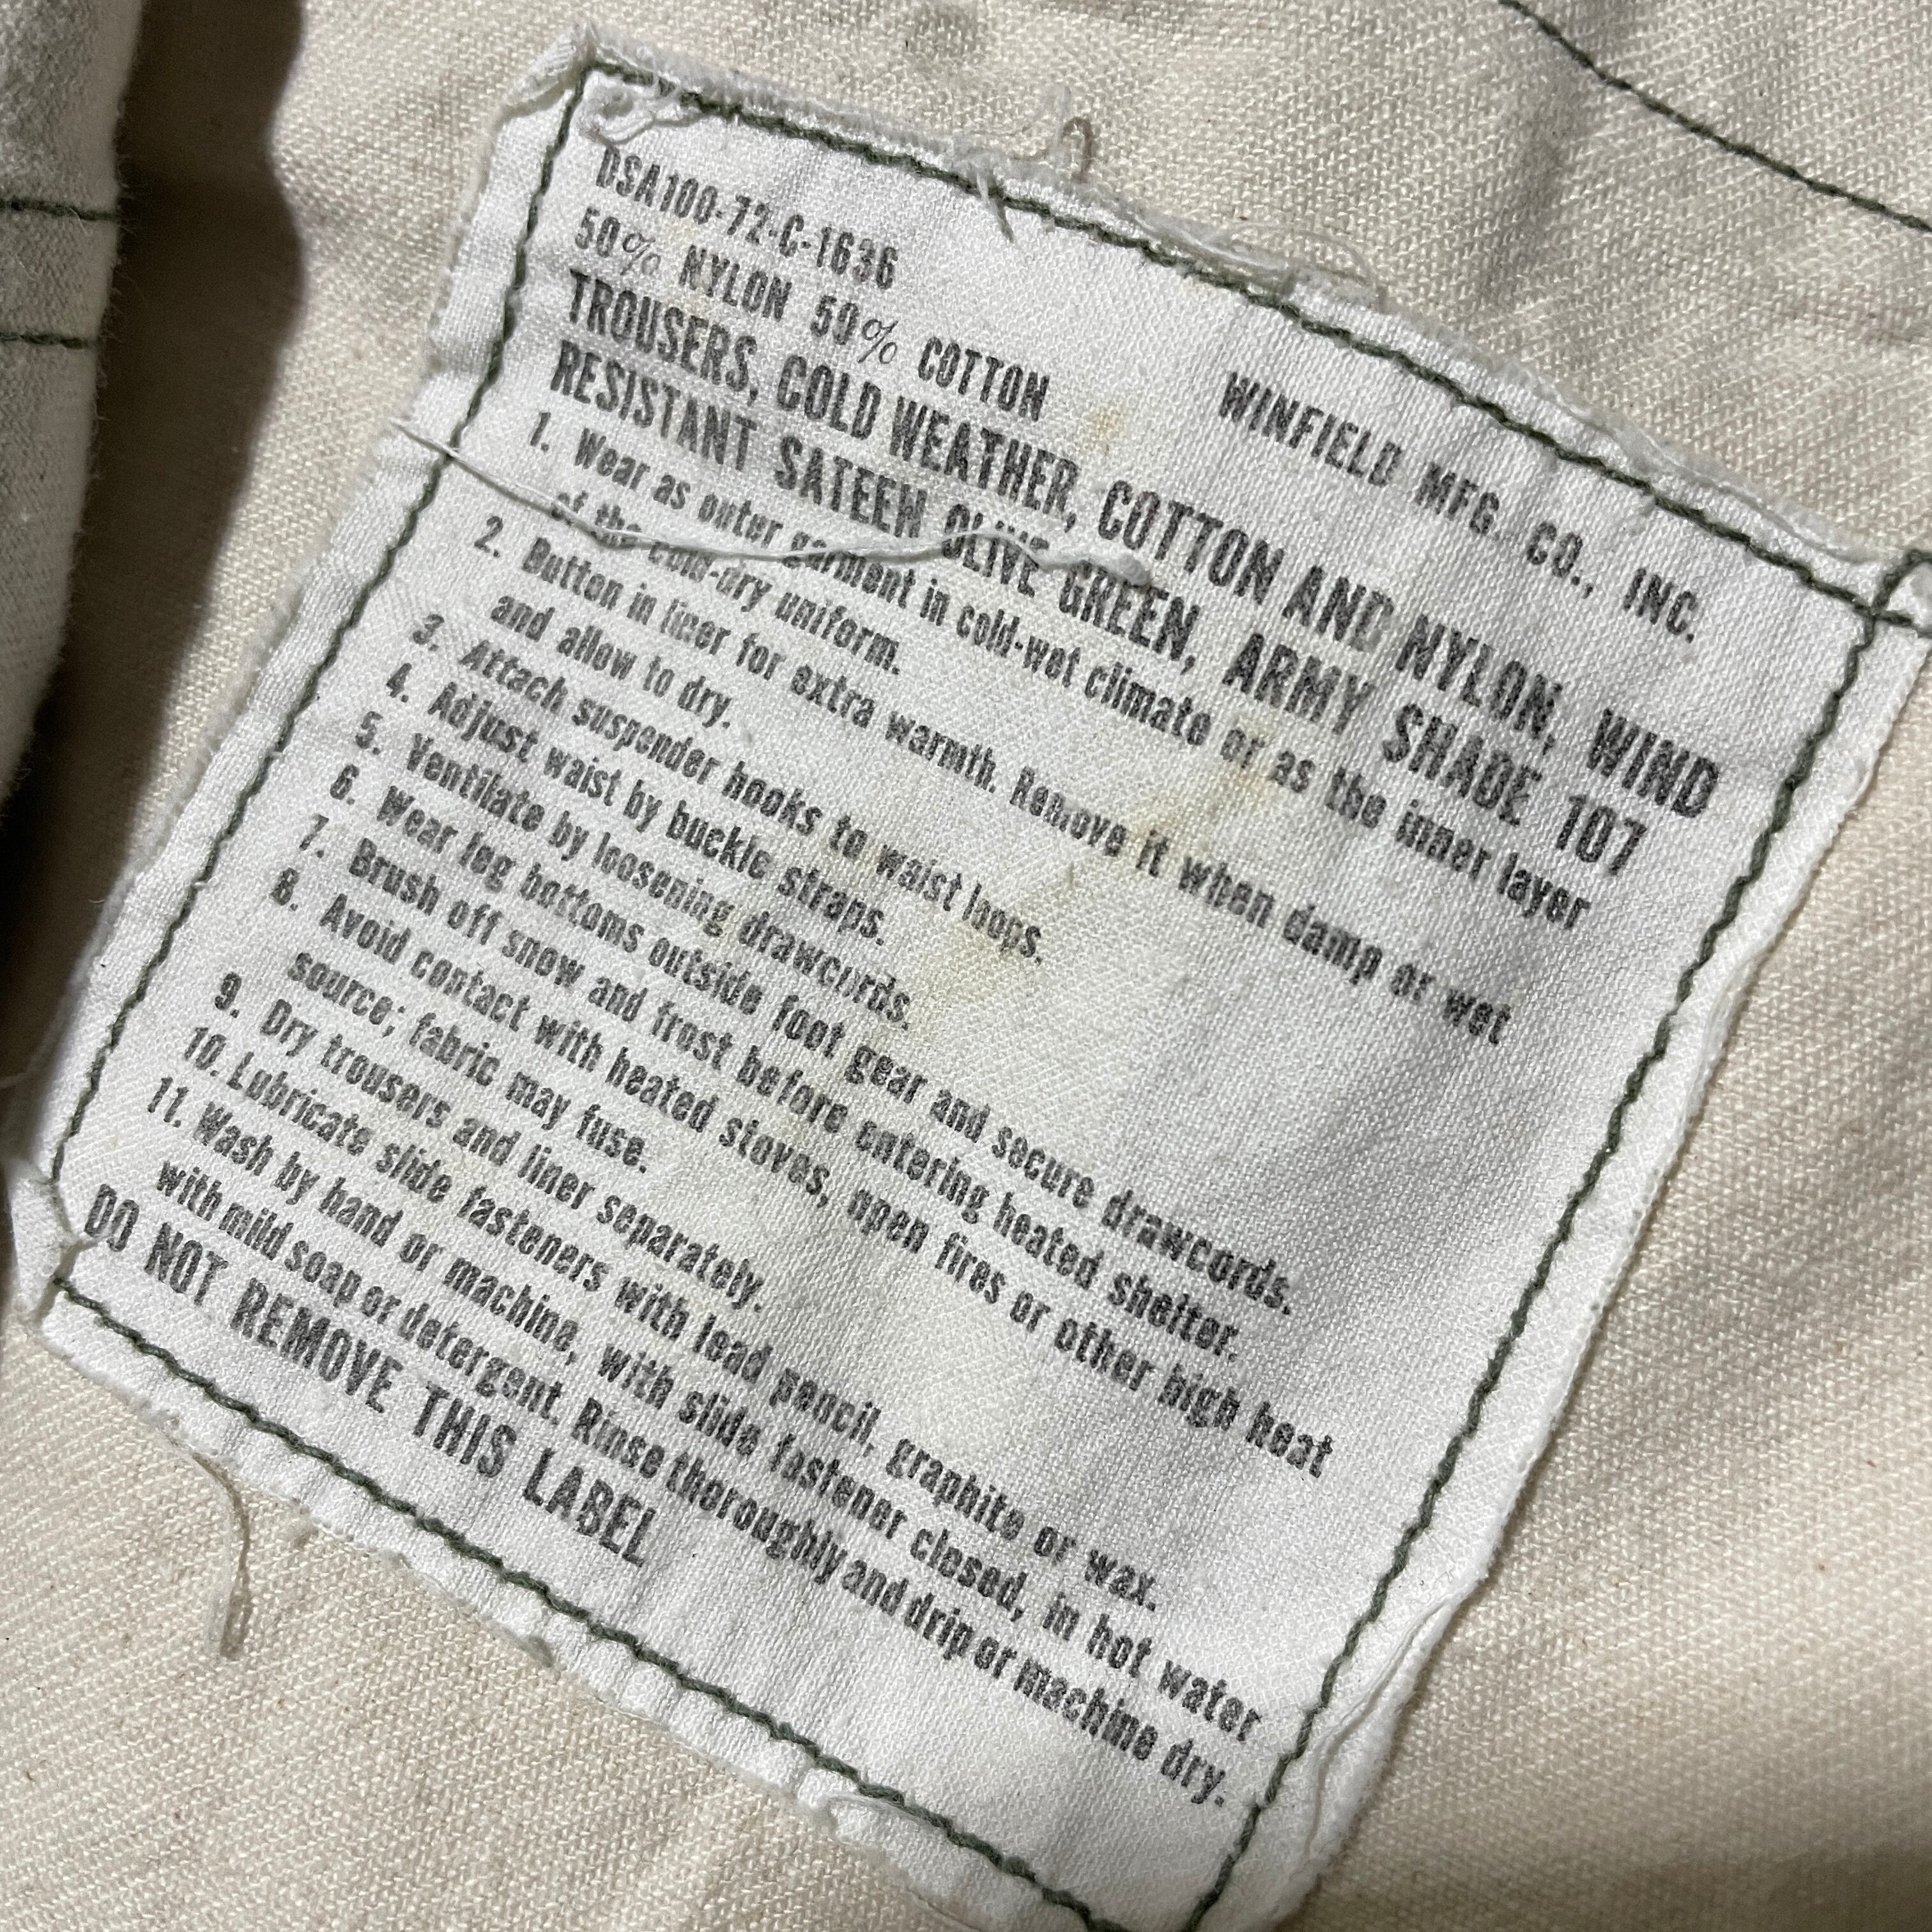 DSA100-72-C-1636
50% NYLON 50% COTTON WINFIELD MFG. CO., INC.
TROUSERS, COLD WEATHER, COTTON AND NYLON, WIND
RESISTANT SATEEN OLIVE GREEN, ARMY SHADE 107
1. Wear as outer garment in cold-wet climate or as the inner layer
of the cold-dry uniform.
2. Button in liner for extra warmth. Remove it when damp or wet
and allow to dry.
3. Attach suspender hooks to waist loops.
4. Adjust waist by buckle straps.
5. Ventilate by loosening drawcords.
6. Wear leg bottoms outside foot gear and secure drawcords.
7. Brush off snow and frost before entering heated shelter.
8. Avoid contact with heated stoves, open fires or other high heat
source; fabric may fuse.
9. Dry trousers and liner separately.
10. Lubricate slide fasteners with lead pencil, graphite or wax.
11. Wash by hand or machine, with slide fastener closed, in hot water
with mild soap or detergent. Rinse thoroughly and drip or machine dry.
DO NOT REMOVE THIS LABEL